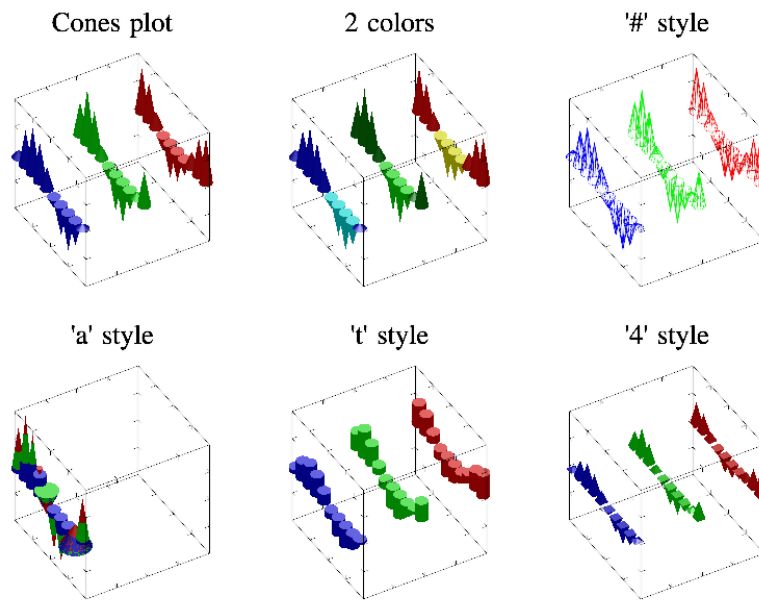 Cones plot
2 colors
'#' style
'a' style
't' style
'4' style